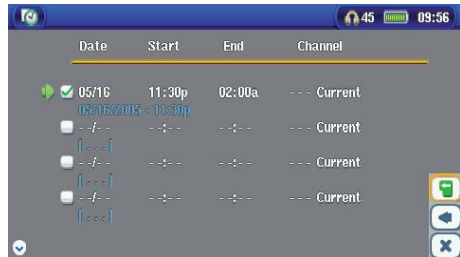 45 09:56
Date Start End Channel
05/16 11:30p 02:00a - - - Current
05/16/2005 - 11:30p
- -/- - - -:- - - -:- - - - - Current
[ - - - ]
- -/- - - -:- - - -:- - - - - Current
[ - - - ]
- -/- - - -:- - - -:- - - - - Current
[ - - - ]